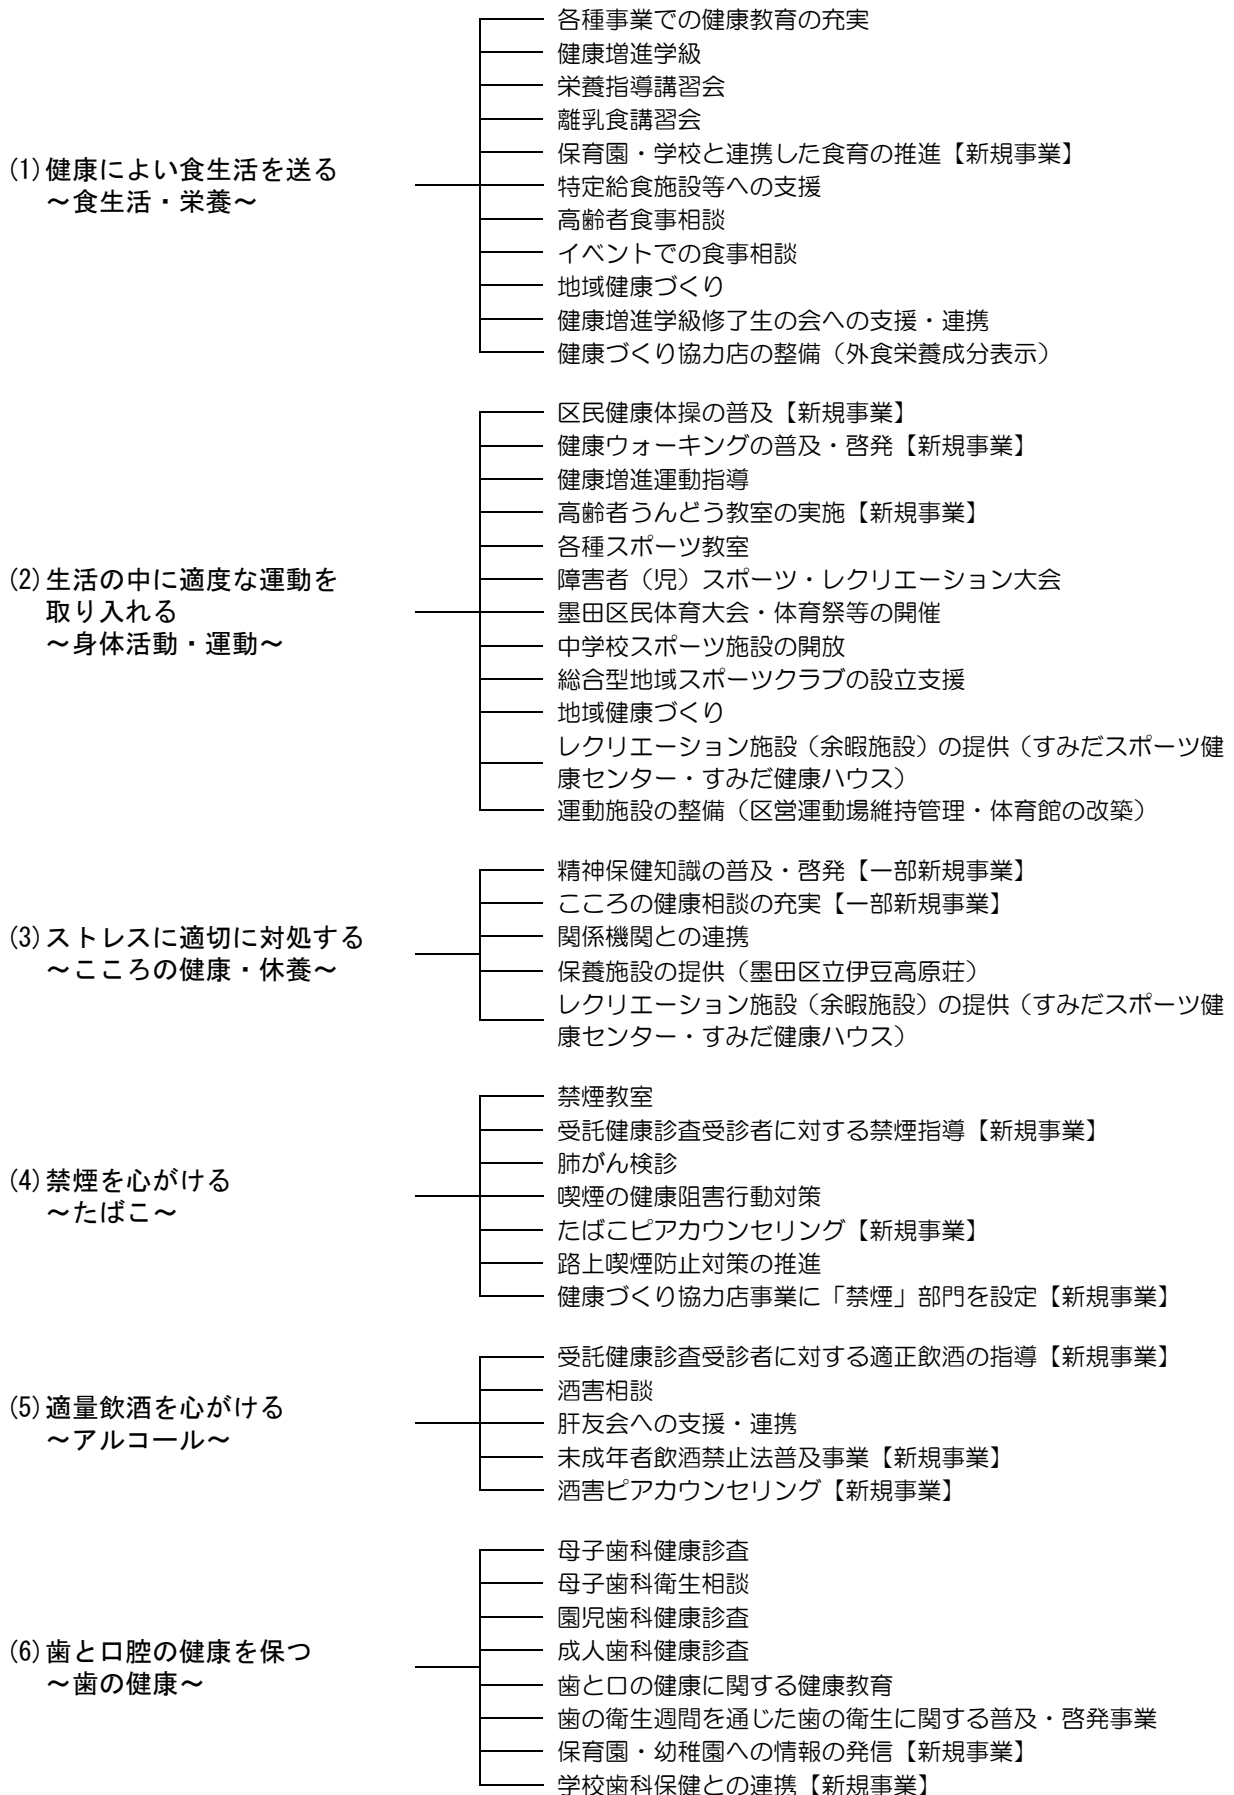 (1)健康によい食生活を送る
～食生活・栄養～
各種事業での健康教育の充実
健康増進学級
栄養指導講習会
離乳食講習会
保育園・学校と連携した食育の推進【新規事業】
特定給食施設等への支援
高齢者食事相談
イベントでの食事相談
地域健康づくり
健康増進学級修了生の会への支援・連携
健康づくり協力店の整備（外食栄養成分表示）
(2)生活の中に適度な運動を
取り入れる
～身体活動・運動～
区民健康体操の普及【新規事業】
健康ウォーキングの普及・啓発【新規事業】
健康増進運動指導
高齢者うんどう教室の実施【新規事業】
各種スポーツ教室
障害者（児）スポーツ・レクリエーション大会
墨田区民体育大会・体育祭等の開催
中学校スポーツ施設の開放
総合型地域スポーツクラブの設立支援
地域健康づくり
レクリエーション施設（余暇施設）の提供（すみだスポーツ健
康センター・すみだ健康ハウス）
運動施設の整備（区営運動場維持管理・体育館の改築）
(3)ストレスに適切に対処する
～こころの健康・休養～
精神保健知識の普及・啓発【一部新規事業】
こころの健康相談の充実【一部新規事業】
関係機関との連携
保養施設の提供（墨田区立伊豆高原荘）
レクリエーション施設（余暇施設）の提供（すみだスポーツ健
康センター・すみだ健康ハウス）
(4)禁煙を心がける
～たばこ～
禁煙教室
受託健康診査受診者に対する禁煙指導【新規事業】
肺がん検診
喫煙の健康阻害行動対策
たばこピアカウンセリング【新規事業】
路上喫煙防止対策の推進
健康づくり協力店事業に「禁煙」部門を設定【新規事業】
(5)適量飲酒を心がける
～アルコール～
受託健康診査受診者に対する適正飲酒の指導【新規事業】
酒害相談
肝友会への支援・連携
未成年者飲酒禁止法普及事業【新規事業】
酒害ピアカウンセリング【新規事業】
(6)歯と口腔の健康を保つ
～歯の健康～
母子歯科健康診査
母子歯科衛生相談
園児歯科健康診査
成人歯科健康診査
歯と口の健康に関する健康教育
歯の衛生週間を通じた歯の衛生に関する普及・啓発事業
保育園・幼稚園への情報の発信【新規事業】
学校歯科保健との連携【新規事業】